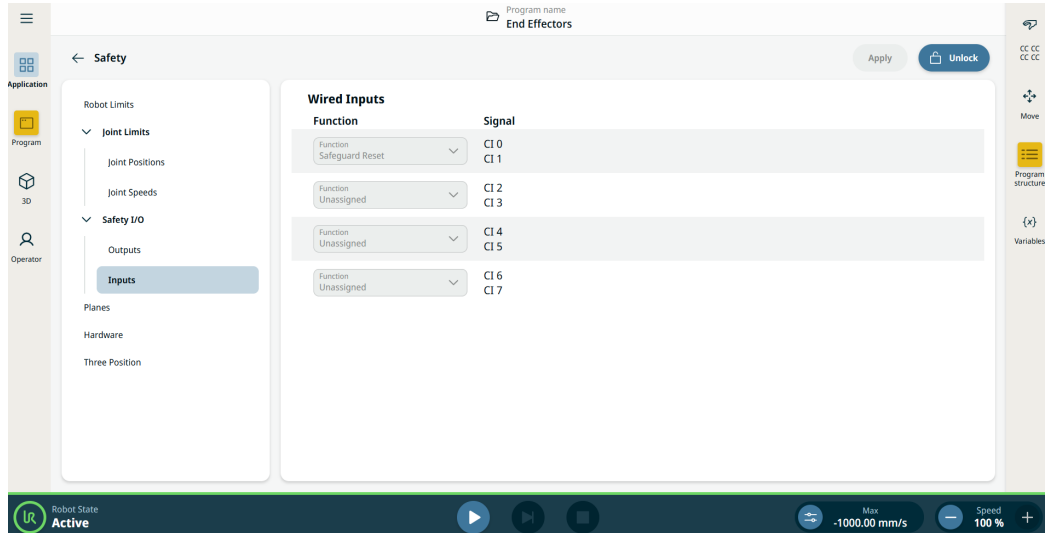 Program name
End Effectors
Application
Program
3D
Operator
Safety
Apply
Unlock
Robot Limits
Joint Limits
Joint Positions
Joint Speeds
Safety I/O
Outputs
Inputs
Planes
Hardware
Three Position
Wired Inputs
Function
Signal
Function
Safeguard Reset
CI 0
CI 1
Function
Unassigned
CI 2
CI 3
Function
Unassigned
CI 4
CI 5
Function
Unassigned
CI 6
CI 7
CC CC
CC CC
Move
Program
structure
{x}
Variables
UR
Robot State
Active
Max
-1000.00 mm/s
Speed
100 %